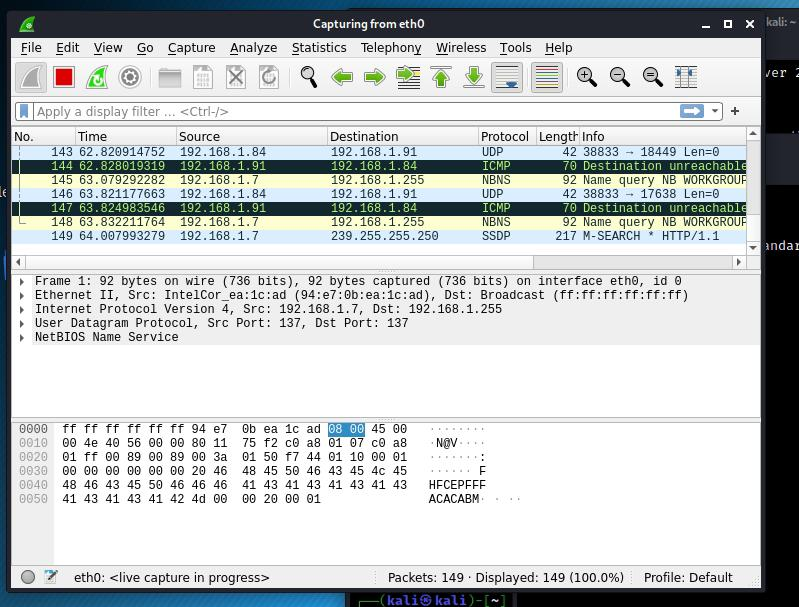 Capturing from eth0
kali: ~
File Edit View Go Capture Analyze Statistics Telephony Wireless Tools Help
ver 2
Apply a display filter ... <Ctrl-/>
No. Time Source Destination Protocol Length Info
143 62.820914752 192.168.1.84 192.168.1.91 UDP 42 38833 → 18449 Len=0
144 62.828019319 192.168.1.91 192.168.1.84 ICMP 70 Destination unreachable
145 63.079292282 192.168.1.7 192.168.1.255 NBNS 92 Name query NB WORKGROUP
146 63.821177663 192.168.1.84 192.168.1.91 UDP 42 38833 → 17638 Len=0
147 63.824983546 192.168.1.91 192.168.1.84 ICMP 70 Destination unreachable
148 63.832211764 192.168.1.7 192.168.1.255 NBNS 92 Name query NB WORKGROUP
149 64.007993279 192.168.1.7 239.255.255.250 SSDP 217 M-SEARCH * HTTP/1.1
andar
Frame 1: 92 bytes on wire (736 bits), 92 bytes captured (736 bits) on interface eth0, id 0
Ethernet II, Src: IntelCor_ea:1c:ad (94:e7:0b:ea:1c:ad), Dst: Broadcast (ff:ff:ff:ff:ff:ff)
Internet Protocol Version 4, Src: 192.168.1.7, Dst: 192.168.1.255
User Datagram Protocol, Src Port: 137, Dst Port: 137
NetBIOS Name Service
0000 ff ff ff ff ff ff 94 e7 0b ea 1c ad 08 00 45 00 ········
0010 00 4e 40 56 00 00 80 11 75 f2 c0 a8 01 07 c0 a8 ·N@V····
0020 01 ff 00 89 00 89 00 3a 01 50 f7 44 01 10 00 01 ·······:
0030 00 00 00 00 00 00 20 46 48 45 50 46 43 45 4c 45 ······ F
0040 48 46 43 45 50 46 46 46 41 43 41 43 41 43 41 43 HFCEPFFF
0050 41 43 41 43 41 42 4d 00 00 20 00 01 ACACABM· · ··
eth0: <live capture in progress> Packets: 149 · Displayed: 149 (100.0%) Profile: Default
(kali㉿kali)-[~]